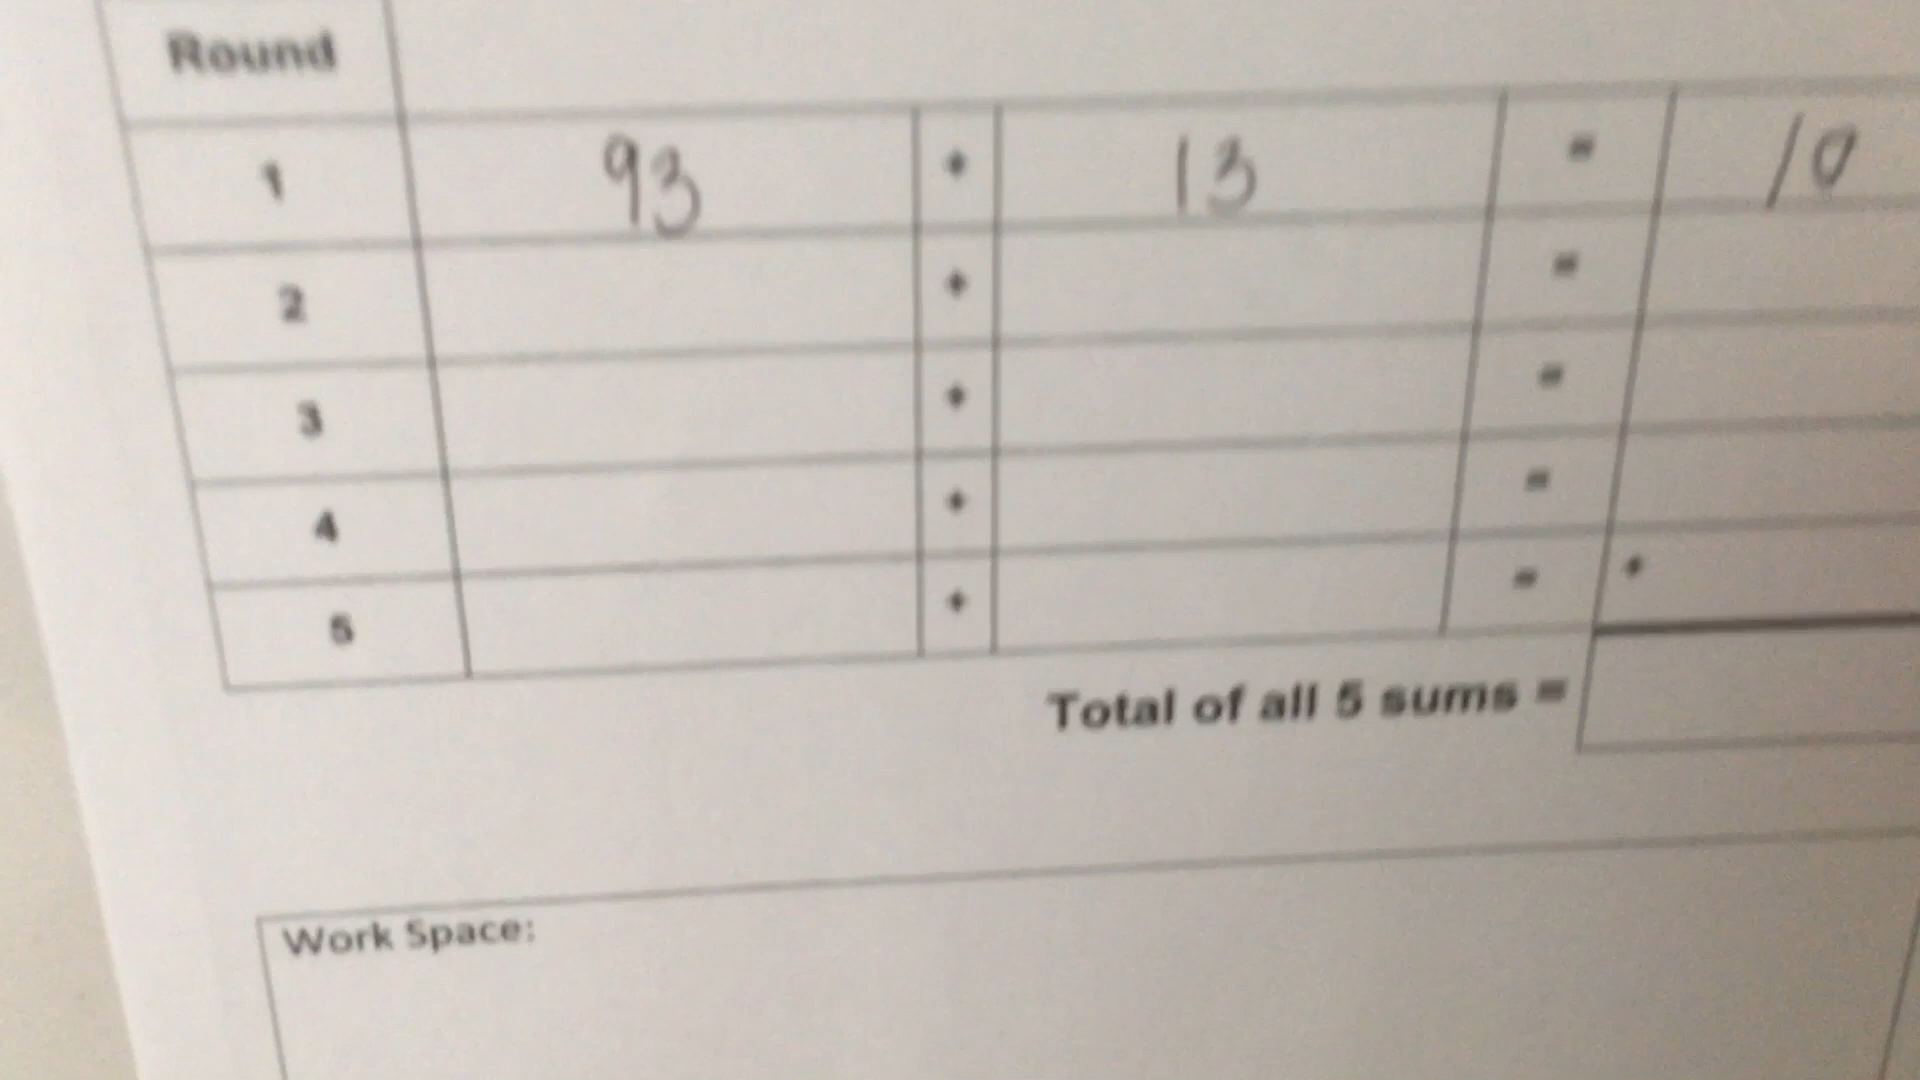 Round
1 93 + 13 = 10
2 + =
3 + =
4 + =
5 + = +
Total of all 5 sums =
Work Space: